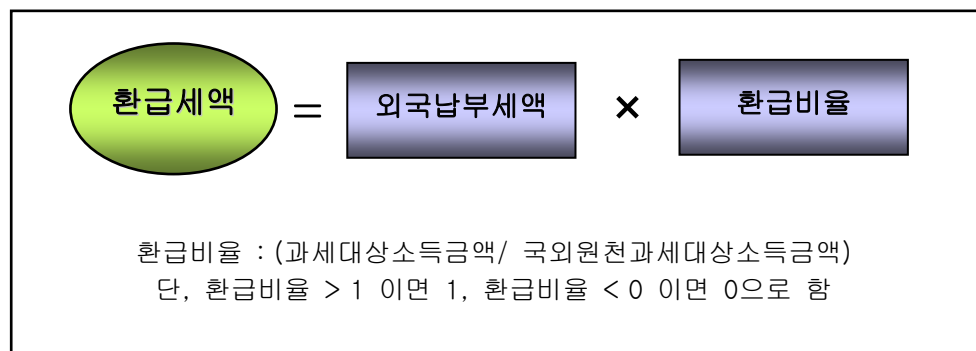 환급세액 = 외국납부세액 × 환급비율
환급비율 : (과세대상소득금액/ 국외원천과세대상소득금액)
단, 환급비율 > 1 이면 1, 환급비율 < 0 이면 0으로 함